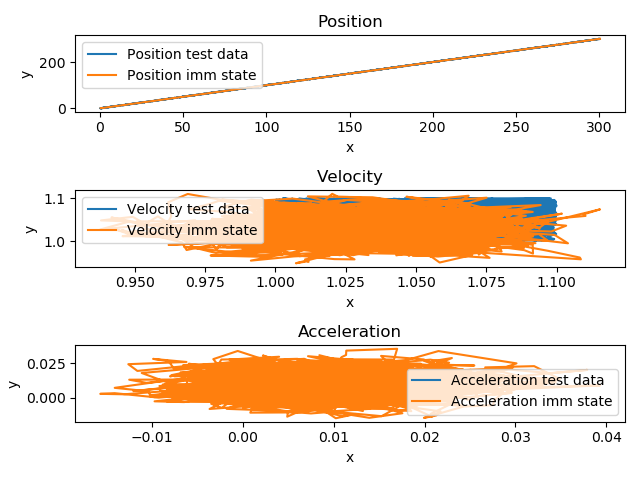 Position
y
200
0
Position test data
Position imm state
0 50 100 150 200 250 300
x
Velocity
y
1.1
1.0
Velocity test data
Velocity imm state
0.950 0.975 1.000 1.025 1.050 1.075 1.100
x
Acceleration
y
0.025
0.000
Acceleration test data
Acceleration imm state
−0.01 0.00 0.01 0.02 0.03 0.04
x